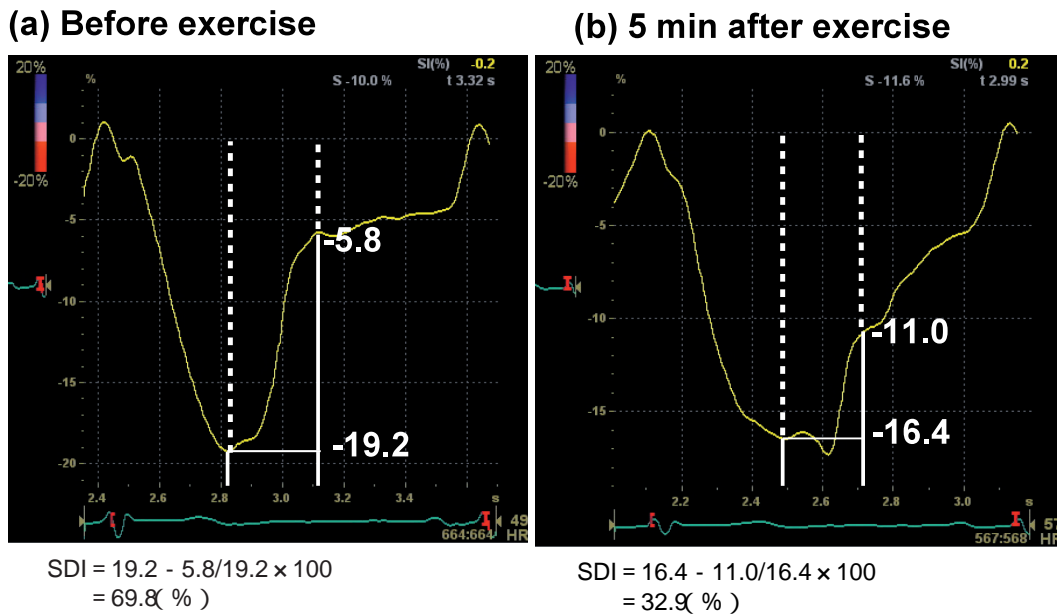 (a) Before exercise
(b) 5 min after exercise
20%
-20%
%
SI(%) -0.2
S -10.0 % t 3.32 s
0
-5
-10
-15
-20
-5.8
-19.2
2.4 2.6 2.8 3.0 3.2 3.4 s
49
HR
664:664
20%
-20%
%
SI(%) 0.2
S -11.6 % t 2.99 s
0
-5
-10
-15
-11.0
-16.4
2.2 2.4 2.6 2.8 3.0 s
57
HR
567:568
SDI = 19.2 - 5.8/19.2 × 100
= 69.8( % )
SDI = 16.4 - 11.0/16.4 × 100
= 32.9( % )